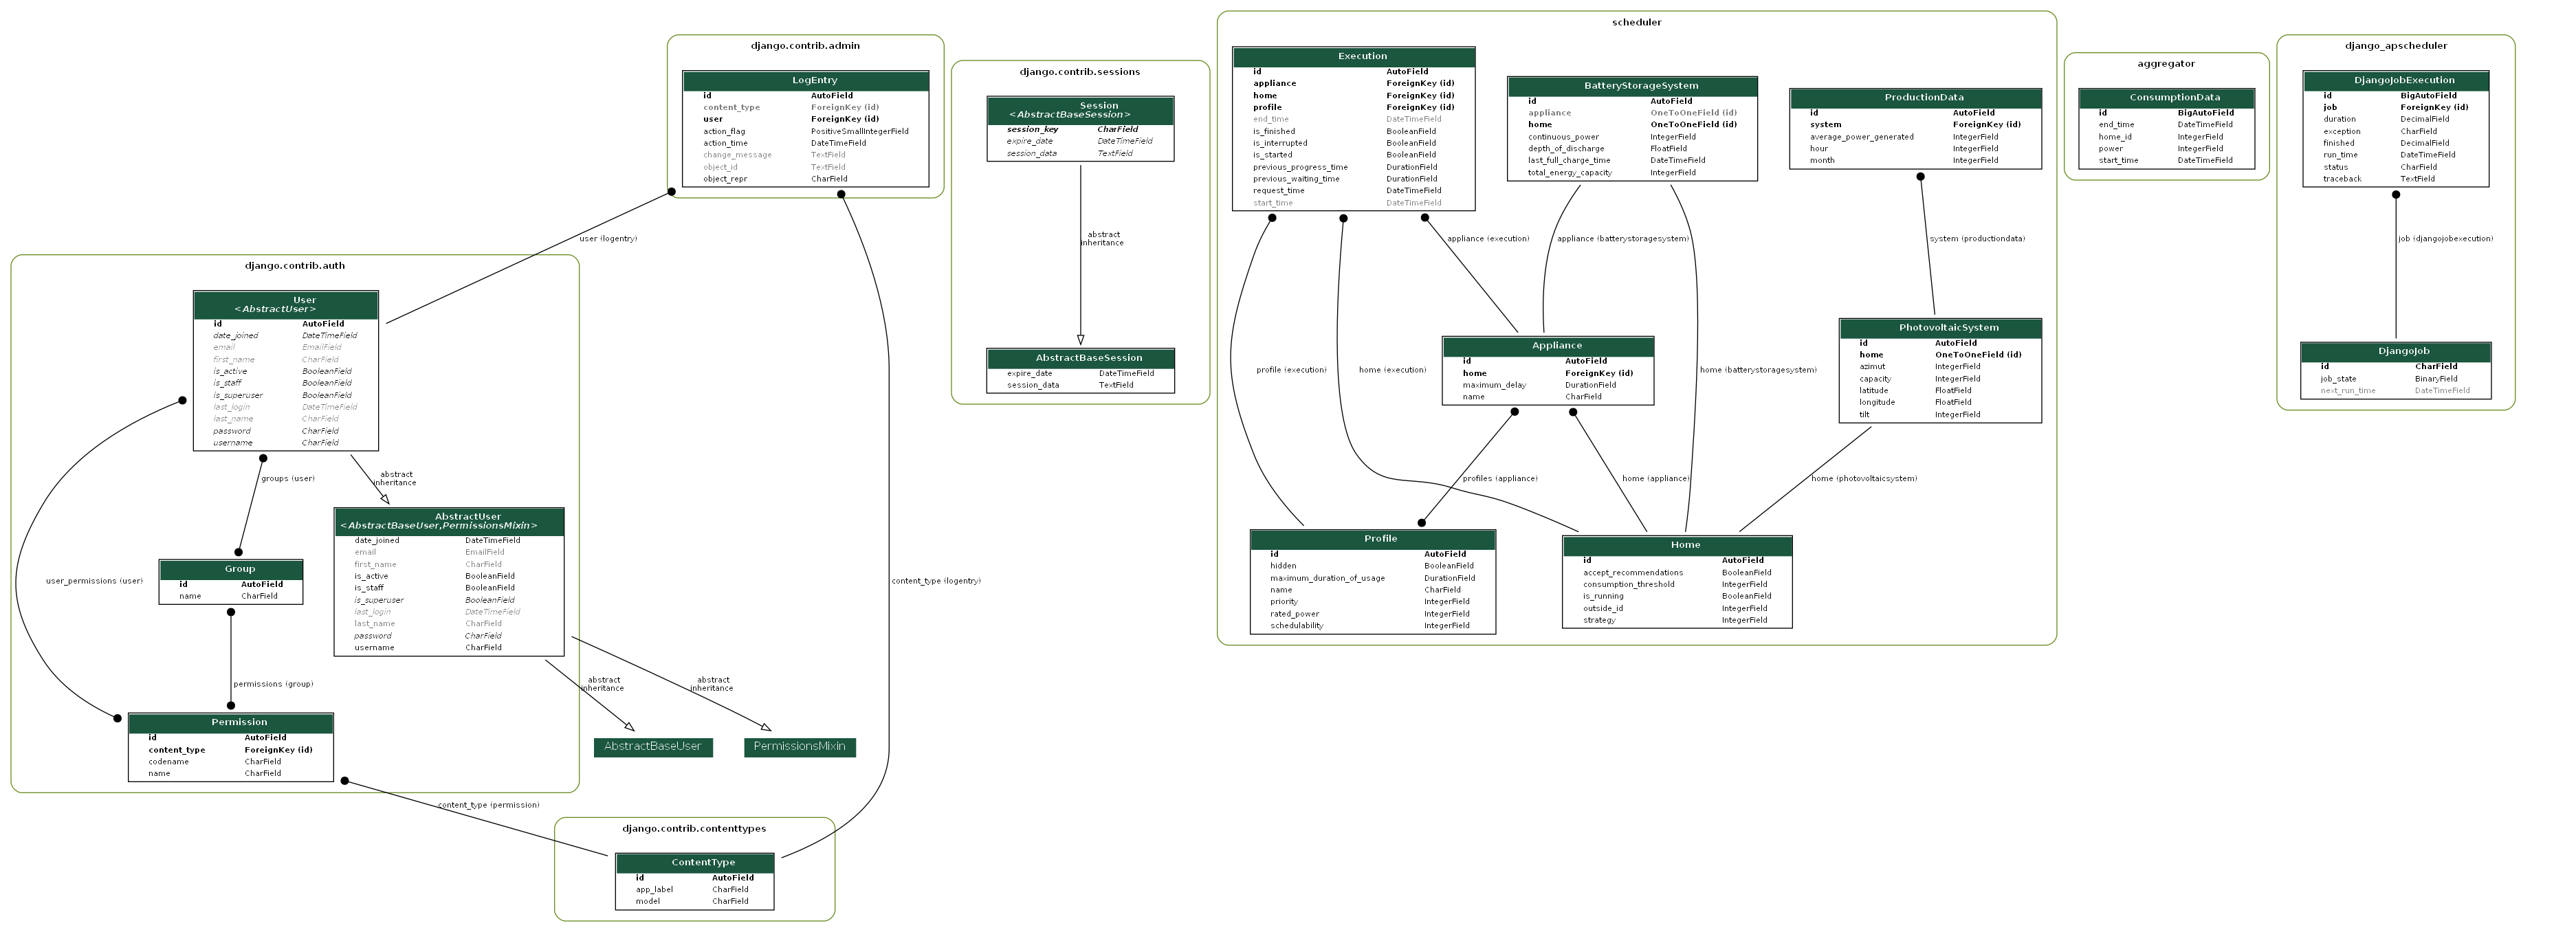 django.contrib.admin
LogEntry
id AutoField
content_type ForeignKey (id)
user ForeignKey (id)
action_flag PositiveSmallIntegerField
action_time DateTimeField
change_message TextField
object_id TextField
object_repr CharField
user (logentry)
content_type (logentry)
django.contrib.auth
User
<AbstractUser>
id AutoField
date_joined DateTimeField
email EmailField
first_name CharField
is_active BooleanField
is_staff BooleanField
is_superuser BooleanField
last_login DateTimeField
last_name CharField
password CharField
username CharField
groups (user)
abstract
inheritance
user_permissions (user)
AbstractUser
<AbstractBaseUser,PermissionsMixin>
date_joined DateTimeField
email EmailField
first_name CharField
is_active BooleanField
is_staff BooleanField
is_superuser BooleanField
last_login DateTimeField
last_name CharField
password CharField
username CharField
Group
id AutoField
name CharField
permissions (group)
Permission
id AutoField
content_type ForeignKey (id)
codename CharField
name CharField
abstract
inheritance
abstract
inheritance
AbstractBaseUser
PermissionsMixin
content_type (permission)
django.contrib.contenttypes
ContentType
id AutoField
app_label CharField
model CharField
django.contrib.sessions
Session
<AbstractBaseSession>
session_key CharField
expire_date DateTimeField
session_data TextField
abstract
inheritance
AbstractBaseSession
expire_date DateTimeField
session_data TextField
scheduler
Execution
id AutoField
appliance ForeignKey (id)
home ForeignKey (id)
profile ForeignKey (id)
end_time DateTimeField
is_finished BooleanField
is_interrupted BooleanField
is_started BooleanField
previous_progress_time DurationField
previous_waiting_time DurationField
request_time DateTimeField
start_time DateTimeField
BatteryStorageSystem
id AutoField
appliance OneToOneField (id)
home OneToOneField (id)
continuous_power IntegerField
depth_of_discharge FloatField
last_full_charge_time DateTimeField
total_energy_capacity IntegerField
ProductionData
id AutoField
system ForeignKey (id)
average_power_generated IntegerField
hour IntegerField
month IntegerField
appliance (execution)
appliance (batterystoragesystem)
system (productiondata)
profile (execution)
home (execution)
home (batterystoragesystem)
Appliance
id AutoField
home ForeignKey (id)
maximum_delay DurationField
name CharField
PhotovoltaicSystem
id AutoField
home OneToOneField (id)
azimut IntegerField
capacity IntegerField
latitude FloatField
longitude FloatField
tilt IntegerField
profiles (appliance)
home (appliance)
home (photovoltaicsystem)
Profile
id AutoField
hidden BooleanField
maximum_duration_of_usage DurationField
name CharField
priority IntegerField
rated_power IntegerField
schedulability IntegerField
Home
id AutoField
accept_recommendations BooleanField
consumption_threshold IntegerField
is_running BooleanField
outside_id IntegerField
strategy IntegerField
aggregator
ConsumptionData
id BigAutoField
end_time DateTimeField
home_id IntegerField
power IntegerField
start_time DateTimeField
django_apscheduler
DjangoJobExecution
id BigAutoField
job ForeignKey (id)
duration DecimalField
exception CharField
finished DecimalField
run_time DateTimeField
status CharField
traceback TextField
job (djangojobexecution)
DjangoJob
id CharField
job_state BinaryField
next_run_time DateTimeField